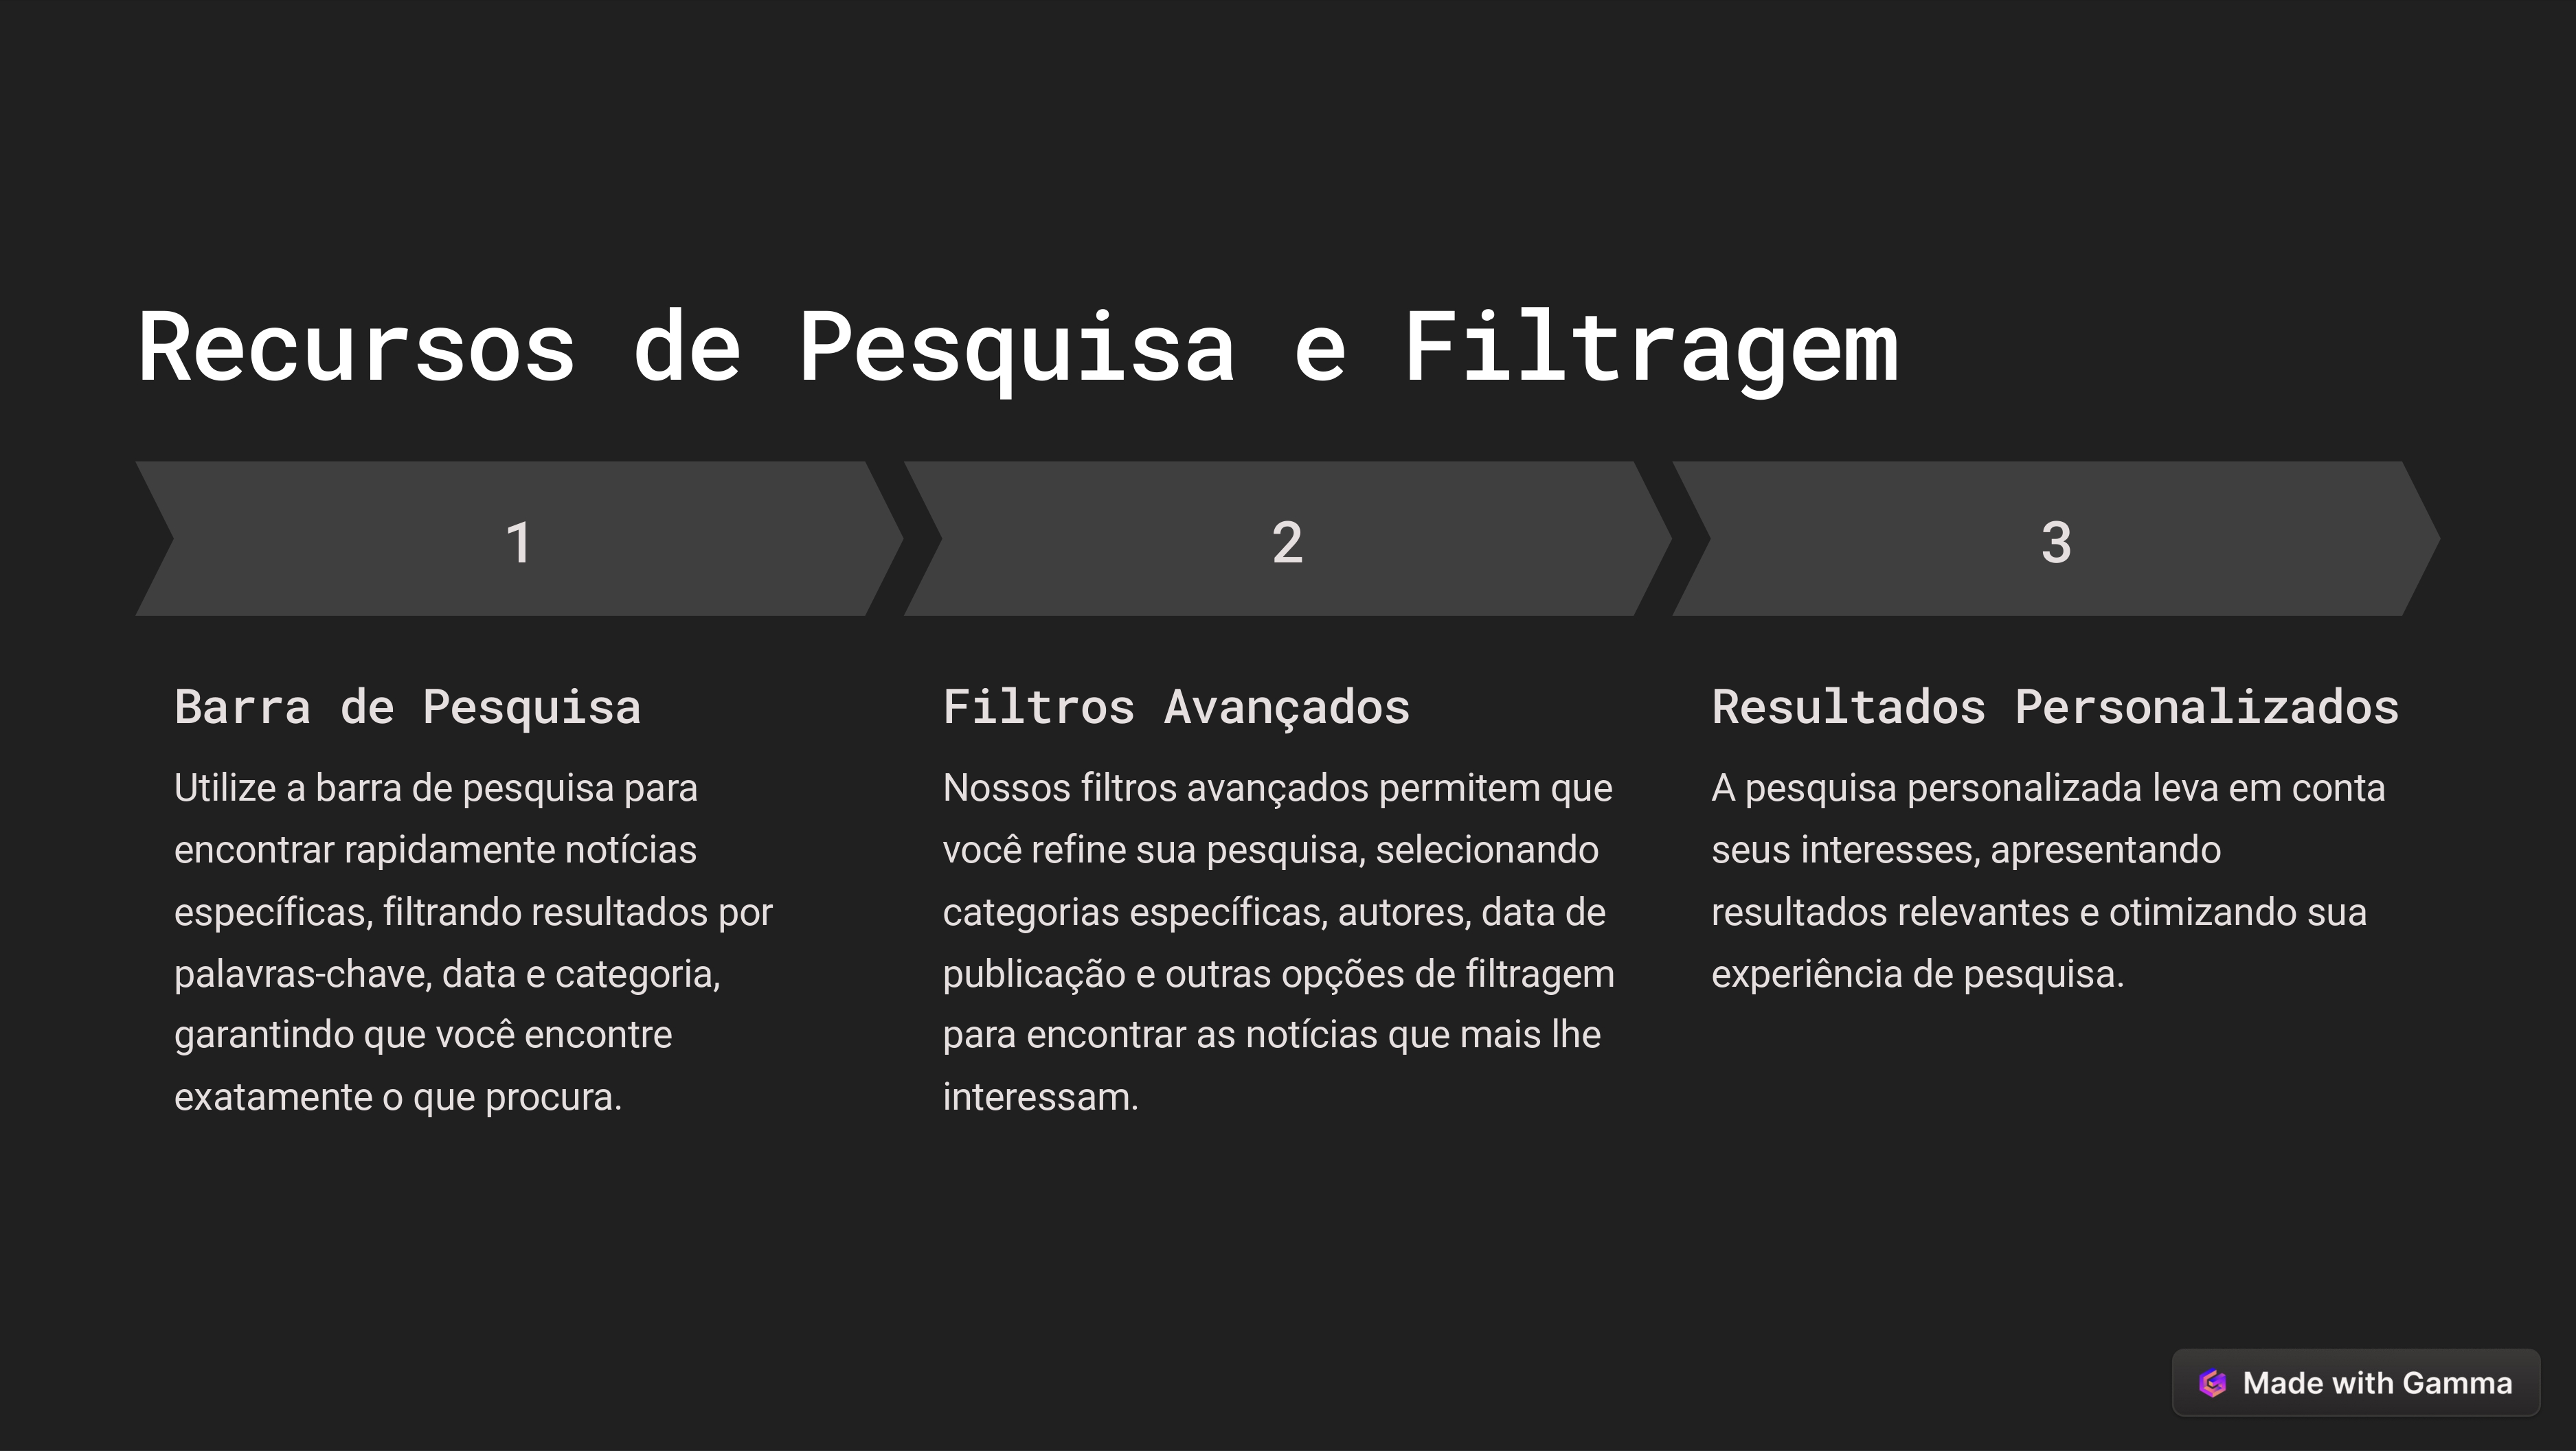 Recursos de Pesquisa e Filtragem
1
2
3
Barra de Pesquisa
Utilize a barra de pesquisa para
encontrar rapidamente notícias
específicas, filtrando resultados por
palavras-chave, data e categoria,
garantindo que você encontre
exatamente o que procura.
Filtros Avançados
Nossos filtros avançados permitem que
você refine sua pesquisa, selecionando
categorias específicas, autores, data de
publicação e outras opções de filtragem
para encontrar as notícias que mais lhe
interessam.
Resultados Personalizados
A pesquisa personalizada leva em conta
seus interesses, apresentando
resultados relevantes e otimizando sua
experiência de pesquisa.
Made with Gamma